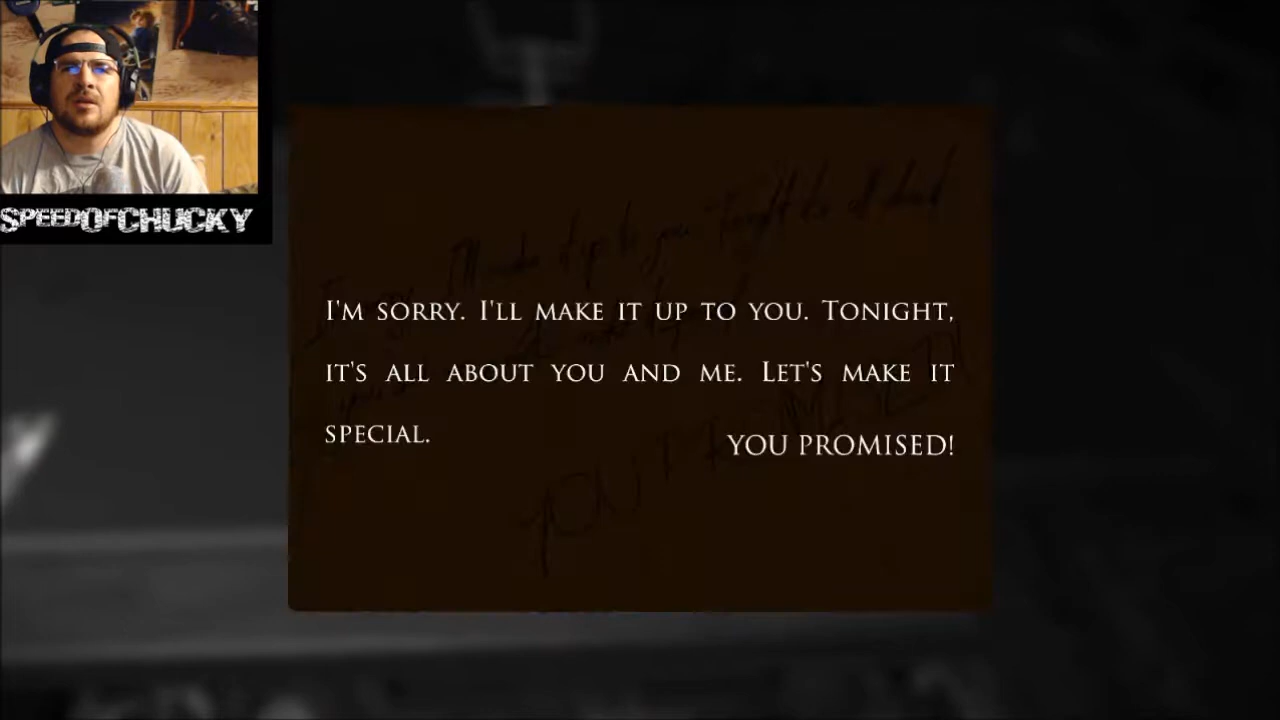 SPEEDOFCHUCKY
I'M SORRY. I'LL MAKE IT UP TO YOU. TONIGHT,
IT'S ALL ABOUT YOU AND ME. LET'S MAKE IT
SPECIAL.
YOU PROMISED!